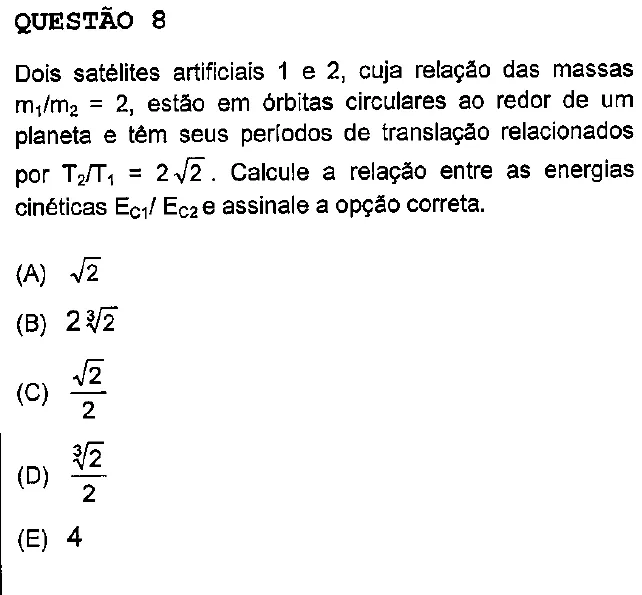 QUESTÃO 8
Dois satélites artificiais 1 e 2, cuja relação das massas
m₁/m₂ = 2, estão em órbitas circulares ao redor de um
planeta e têm seus períodos de translação relacionados
por T₂/T₁ = 2√2 . Calcule a relação entre as energias
cinéticas E_C1/ E_C2 e assinale a opção correta.
(A) √2
(B) 2∛2
(C) √2/2
(D) ∛2/2
(E) 4